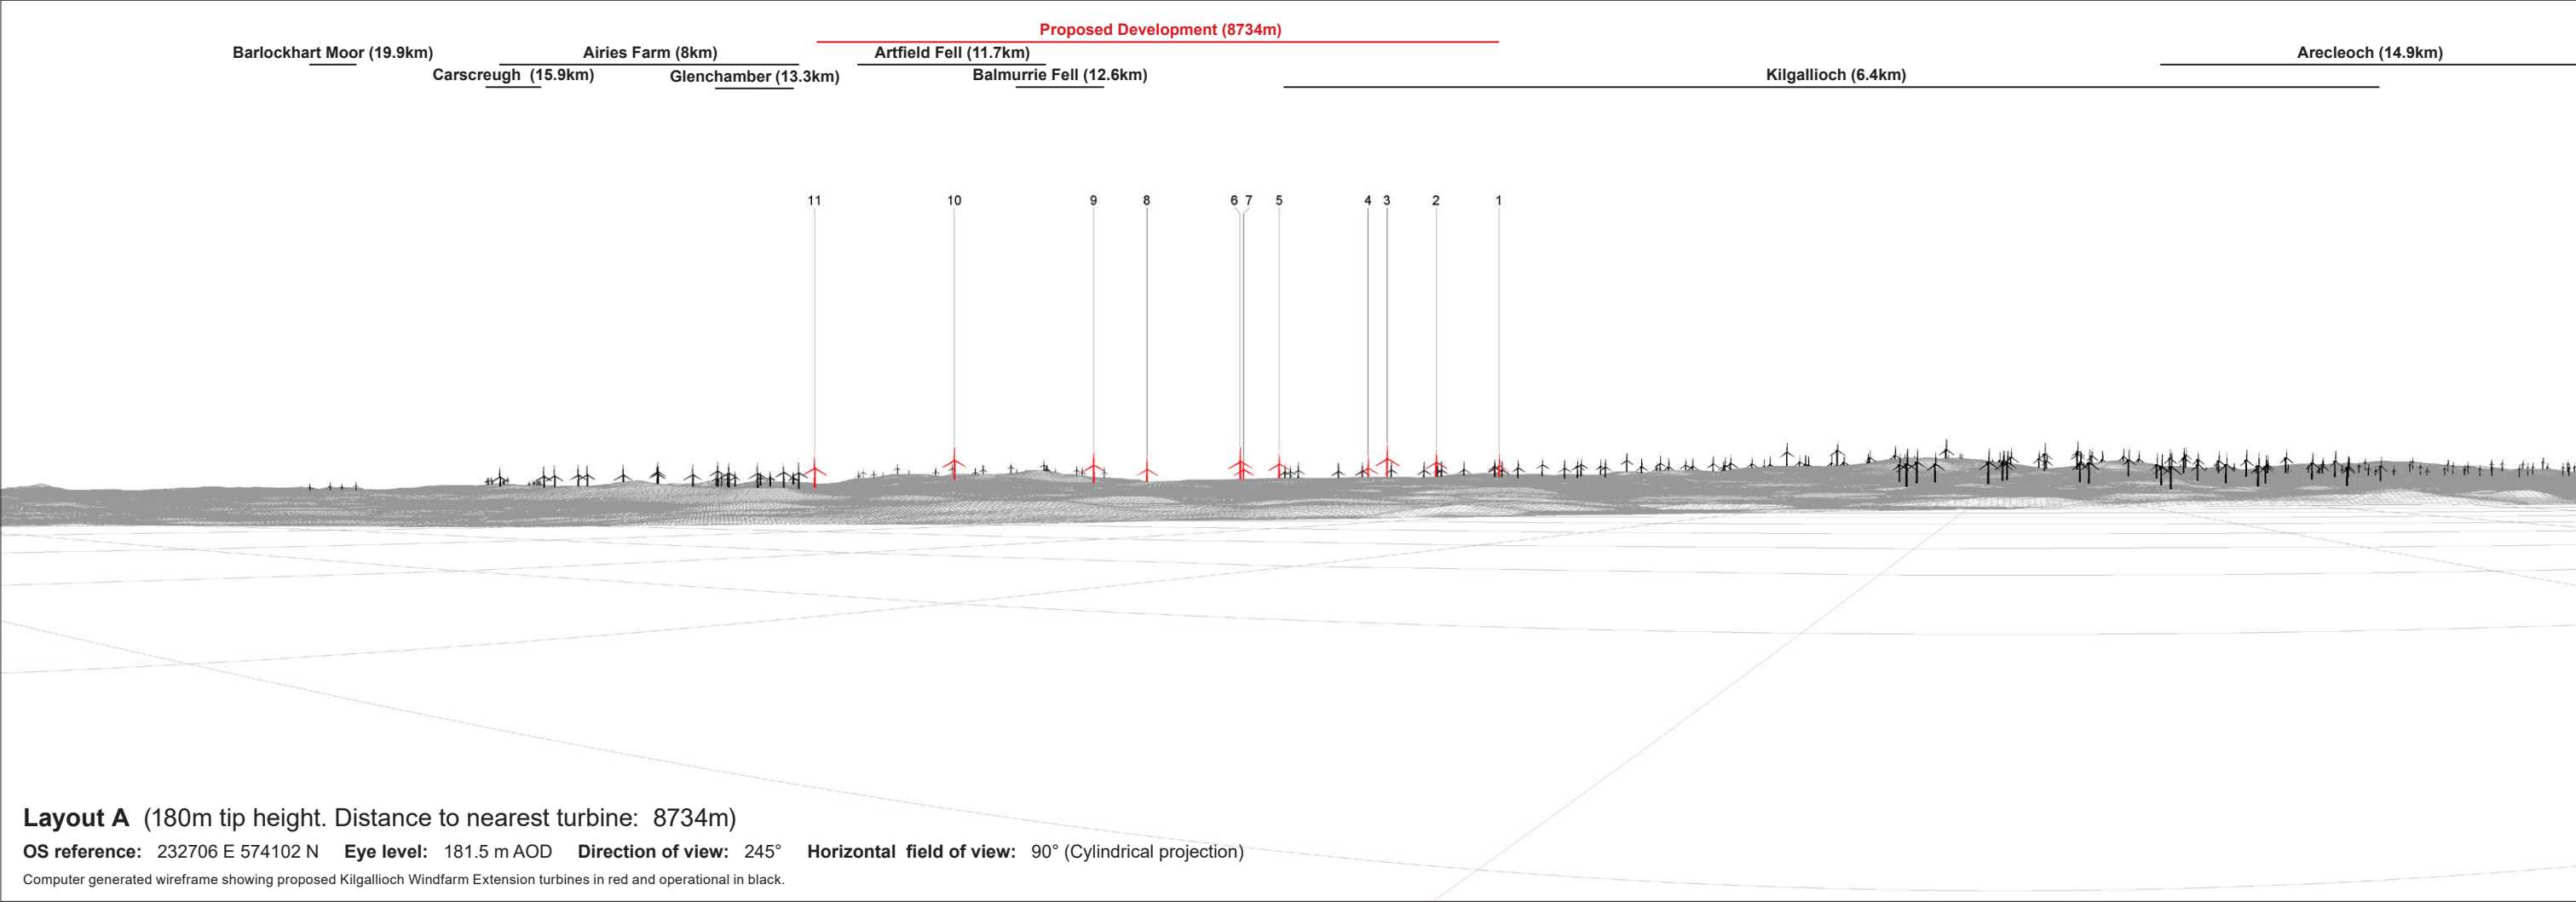 Proposed Development (8734m)
Barlockhart Moor (19.9km) Airies Farm (8km) Artfield Fell (11.7km) Arecleoch (14.9km)
Carscreugh (15.9km) Glenchamber (13.3km) Balmurrie Fell (12.6km) Kilgallioch (6.4km)
11 10 9 8 6 7 5 4 3 2 1
Layout A (180m tip height. Distance to nearest turbine: 8734m)
OS reference: 232706 E 574102 N Eye level: 181.5 m AOD Direction of view: 245° Horizontal field of view: 90° (Cylindrical projection)
Computer generated wireframe showing proposed Kilgallioch Windfarm Extension turbines in red and operational in black.